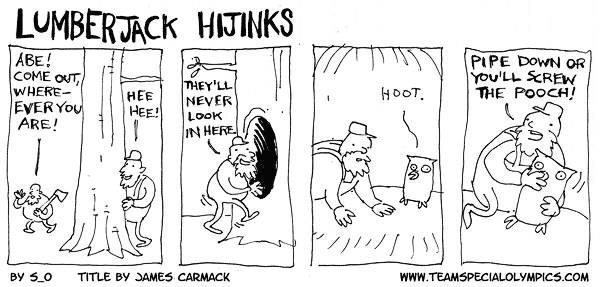 LUMBERJACK HIJINKS
ABE!
COME OUT,
WHERE-
EVER YOU
ARE!
HEE
HEE!
THEY'LL
NEVER
LOOK
IN HERE.
HOOT.
PIPE DOWN OR
YOU'LL SCREW
THE POOCH!
BY S_O
TITLE BY JAMES CARMACK
WWW.TEAMSPECIALOLYMPICS.COM